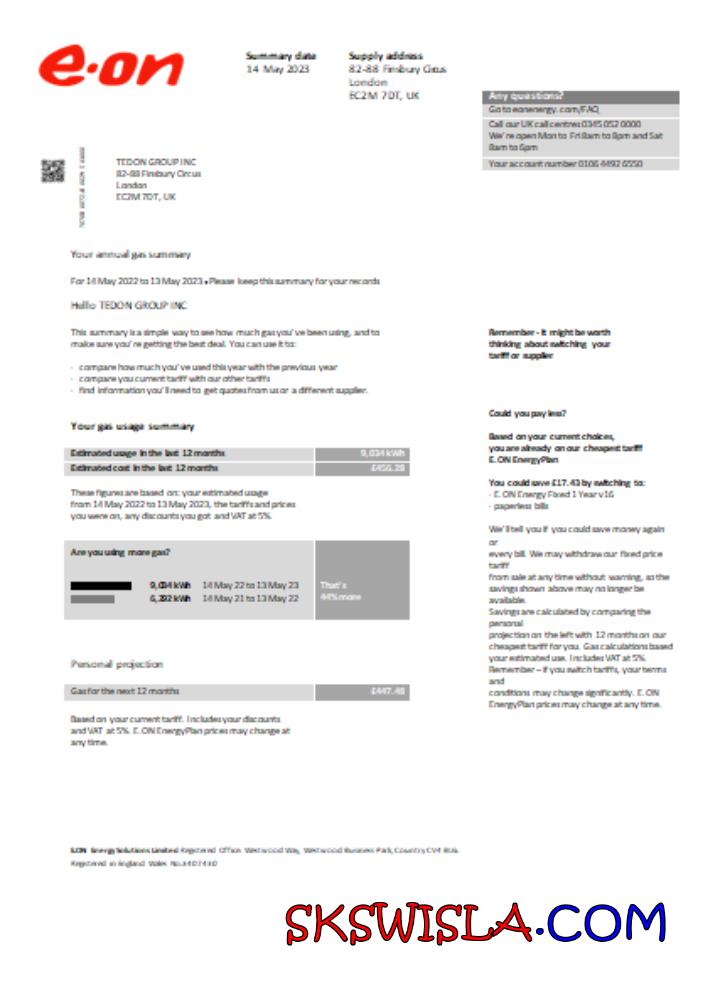 e·on
Summary date
14 May 2023
Supply address
82-88 Finsbury Circus
London
EC2M 7DT, UK
Any questions?
Go to eonenergy.com/FAQ
Call our UK call centres 0345 052 0000
We're open Mon to Fri 8am to 8pm and Sat
8am to 6pm
Your account number 0106 4492 6550
TEDON GROUP INC
82-88 Finsbury Circus
London
EC2M 7DT, UK
Your annual gas summary
For 14 May 2022 to 13 May 2023 • Please keep this summary for your records
Hello TEDON GROUP INC
This summary is a simple way to see how much gas you've been using, and to
make sure you're getting the best deal. You can use it to:
· compare how much you've used this year with the previous year
· compare you current tariff with our other tariffs
· find information you'll need to get quotes from us or a different supplier.
Your gas usage summary
Estimated usage in the last 12 months 9,034 kWh
Estimated cost in the last 12 months £456.28
These figures are based on: your estimated usage
from 14 May 2022 to 13 May 2023, the tariffs and prices
you were on, any discounts you got and VAT at 5%.
Are you using more gas?
9,034 kWh 14 May 22 to 13 May 23
6,292 kWh 14 May 21 to 13 May 22
That's
44% more
Personal projection
Gas for the next 12 months £447.48
Based on your current tariff. Includes your discounts
and VAT at 5%. E.ON EnergyPlan prices may change at
any time.
Remember - it might be worth
thinking about switching your
tariff or supplier
Could you pay less?
Based on your current choices,
you are already on our cheapest tariff
E.ON EnergyPlan
You could save £17.43 by switching to:
· E.ON Energy Fixed 1 Year v16
· paperless bills
We'll tell you if you could save money again
or
every bill. We may withdraw our fixed price
tariff
from sale at any time without warning, so the
savings shown above may no longer be
available.
Savings are calculated by comparing the
personal
projection on the left with 12 months on our
cheapest tariff for you. Gas calculations based
your estimated use. Includes VAT at 5%.
Remember – if you switch tariffs, your terms
and
conditions may change significantly. E.ON
EnergyPlan prices may change at any time.
E.ON Energy Solutions Limited Registered Office Westwood Way, Westwood Business Park, Country CV4 8LG.
Registered in England Wales No.3407430
SKSWISLA.COM